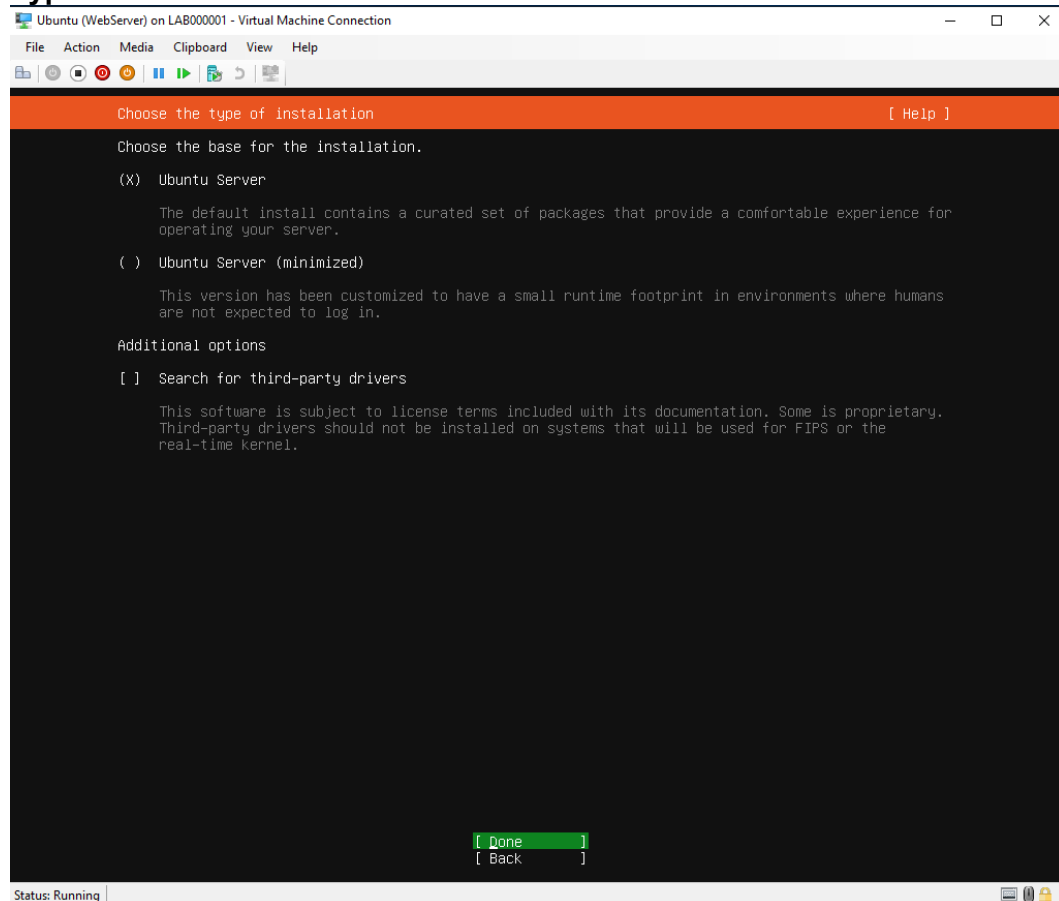 Ubuntu (WebServer) on LAB000001 - Virtual Machine Connection
File Action Media Clipboard View Help
Choose the type of installation [ Help ]
Choose the base for the installation.
(X) Ubuntu Server
The default install contains a curated set of packages that provide a comfortable experience for
operating your server.
( ) Ubuntu Server (minimized)
This version has been customized to have a small runtime footprint in environments where humans
are not expected to log in.
Additional options
[ ] Search for third-party drivers
This software is subject to license terms included with its documentation. Some is proprietary.
Third-party drivers should not be installed on systems that will be used for FIPS or the
real-time kernel.
[ Done ]
[ Back ]
Status: Running